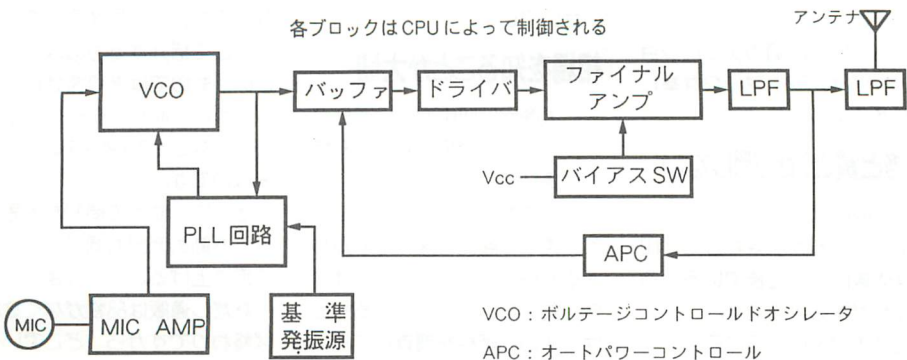 各ブロックはCPUによって制御される
アンテナ
VCO
バッファ
ドライバ
ファイナル
アンプ
LPF
LPF
Vcc
バイアスSW
PLL回路
APC
MIC
MIC AMP
基準
発振源
VCO：ボルテージコントロールドオシレータ
APC：オートパワーコントロール